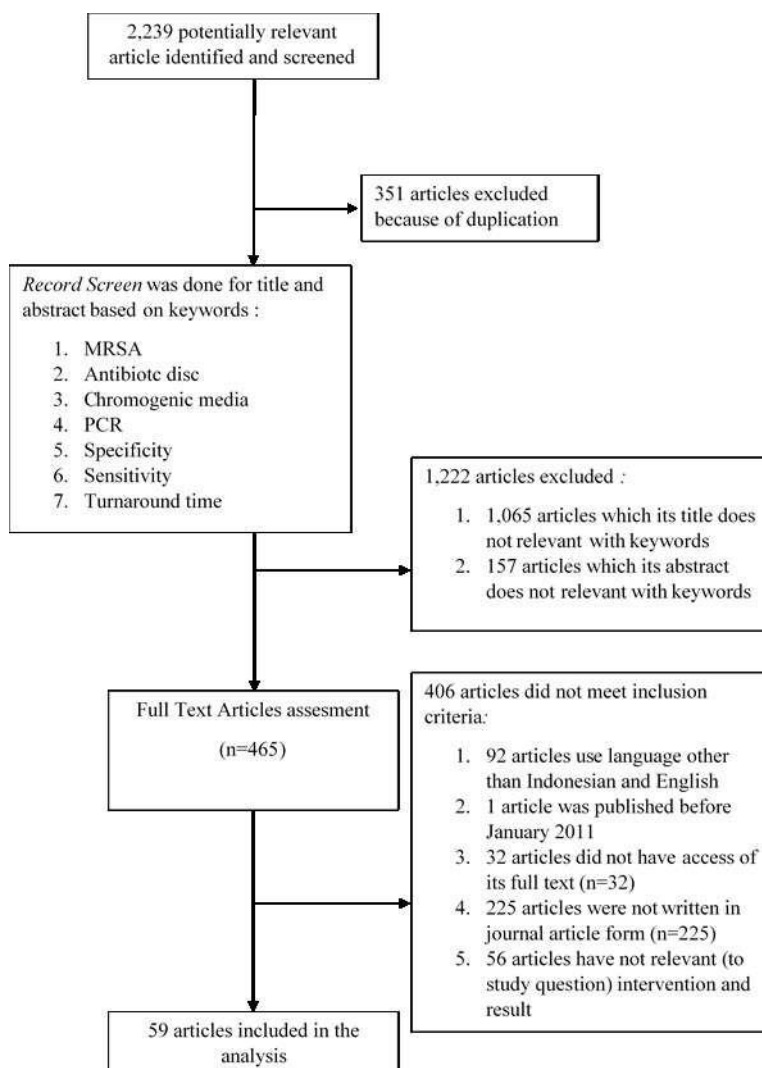 2,239 potentially relevant
article identified and screened
351 articles excluded
because of duplication
Record Screen was done for title and
abstract based on keywords :
1. MRSA
2. Antibiotc disc
3. Chromogenic media
4. PCR
5. Specificity
6. Sensitivity
7. Turnaround time
1,222 articles excluded :
1. 1,065 articles which its title does
not relevant with keywords
2. 157 articles which its abstract
does not relevant with keywords
Full Text Articles assesment
(n=465)
406 articles did not meet inclusion
criteria:
1. 92 articles use language other
than Indonesian and English
2. 1 article was published before
January 2011
3. 32 articles did not have access of
its full text (n=32)
4. 225 articles were not written in
journal article form (n=225)
5. 56 articles have not relevant (to
study question) intervention and
result
59 articles included in the
analysis